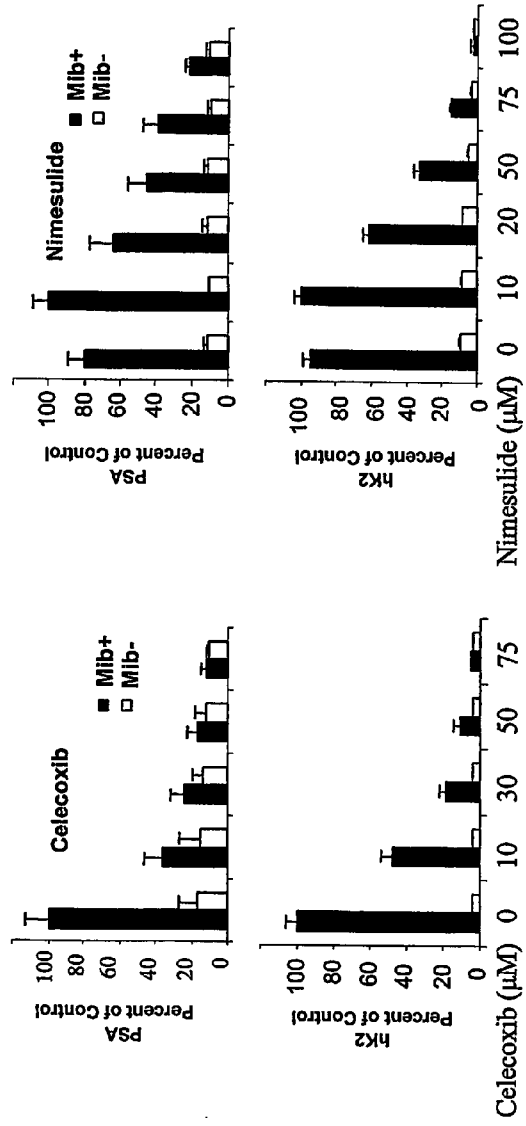 Celecoxib
Mib+
Mib-
PSA
Percent of Control
100
80
60
40
20
0
hK2
Percent of Control
100
80
60
40
20
0
Celecoxib (μM) 0 10 30 50 75
Nimesulide
Mib+
Mib-
PSA
Percent of Control
100
80
60
40
20
0
hK2
Percent of Control
100
80
60
40
20
0
Nimesulide (μM) 0 10 20 50 75 100